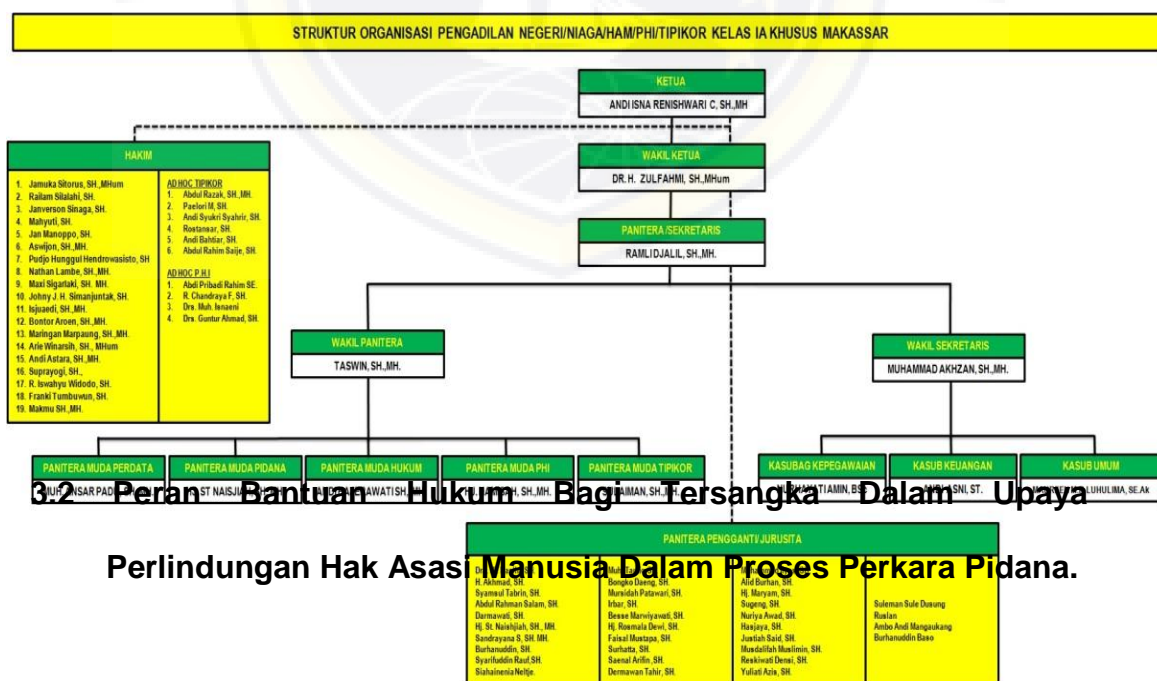 STRUKTUR ORGANISASI PENGADILAN NEGERI/NIAGA/HAM/PHI/TIPIKOR KELAS IA KHUSUS MAKASSAR
KETUA
ANDI ISNA RENISHWARI C, SH.,MH
WAKIL KETUA
DR. H. ZULFAHMI, SH.,MHum
PANITERA /SEKRETARIS
RAMLI DJALIL, SH.,MH.
HAKIM
1. Jamuka Sitorus, SH.,MHum
2. Railam Silalahi, SH.
3. Janverson Sinaga, SH.
4. Mahyuti, SH.
5. Jan Manoppo, SH.
6. Aswijon, SH.,MH.
7. Pudjo Hunggul Hendrowasisto, SH
8. Nathan Lambe, SH.,MH.
9. Maxi Sigarlaki, SH. MH.
10. Johny J. H. Simanjuntak, SH.
11. Isjuaedi, SH.,MH.
12. Bontor Aroen, SH.,MH.
13. Maringan Marpaung, SH.,MH.
14. Arie Winarsih, SH., MHum
15. Andi Astara, SH.,MH.
16. Suprayogi, SH.,
17. R. Iswahyu Widodo, SH.
18. Franki Tumbuwun, SH.
19. Makmu SH.,MH.
AD HOC TIPIKOR
1. Abdul Razak, SH.,MH.
2. Paelori M, SH.
3. Andi Syukri Syahrir, SH.
4. Rostansar, SH.
5. Andi Bahtiar, SH.
6. Abdul Rahim Saije, SH.
AD HOC P.H.I
1. Abdi Pribadi Rahim SE.
2. R. Chandraya F, SH.
3. Drs. Muh. Isnaeni
4. Drs. Guntur Ahmad, SH.
WAKIL PANITERA
TASWIN, SH.,MH.
WAKIL SEKRETARIS
MUHAMMAD AKHZAN, SH.,MH.
PANITERA MUDA PERDATA
PANITERA MUDA PIDANA
PANITERA MUDA HUKUM
PANITERA MUDA PHI
PANITERA MUDA TIPIKOR
KASUBAG KEPEGAWAIAN
KASUB KEUANGAN
KASUB UMUM
3.2 Peran Bantuan Hukum Bagi Tersangka Dalam Upaya
Perlindungan Hak Asasi Manusia Dalam Proses Perkara Pidana.
PANITERA PENGGANTI/ JURUSITA
H. Akhmad, SH.
Syamsul Tabrin, SH.
Abdul Rahman Salam, SH.
Darmawati, SH.
Hj. St. Naishjiah, SH., MH.
Sandrayana S, SH. MH.
Burhanuddin, SH.
Syarifuddin Rauf,SH.
Siahainenia Neltje.
Bongko Daeng, SH.
Mursidah Patawari, SH.
Irbar, SH.
Besse Marwiyawati, SH.
Hj. Rosmala Dewi, SH.
Faisal Mustapa, SH.
Surhatta, SH.
Saenal Arifin ,SH.
Dermawan Tahir, SH.
Alid Burhan, SH.
Hj. Maryam, SH.
Sugeng, SH.
Nuriya Awad, SH.
Hasjaya, SH.
Justiah Said, SH.
Musdalifah Muslimin, SH.
Reskiwati Densi, SH.
Yuliati Azis, SH.
Suleman Sule Dusung
Ruslan
Ambo Andi Mangaukang
Burhanuddin Baso